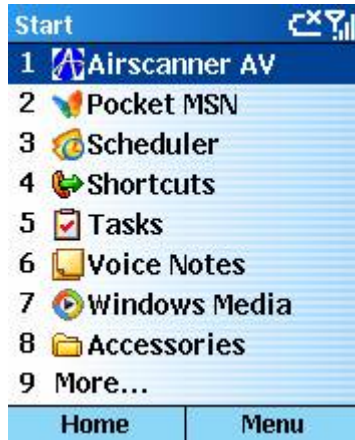 Start
1 Airscanner AV
2 Pocket MSN
3 Scheduler
4 Shortcuts
5 Tasks
6 Voice Notes
7 Windows Media
8 Accessories
9 More...
Home Menu